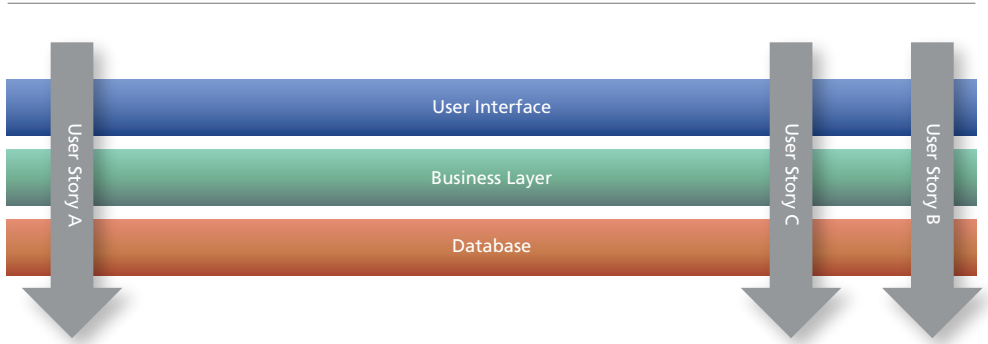 User Interface
Business Layer
Database
User Story A
User Story C
User Story B